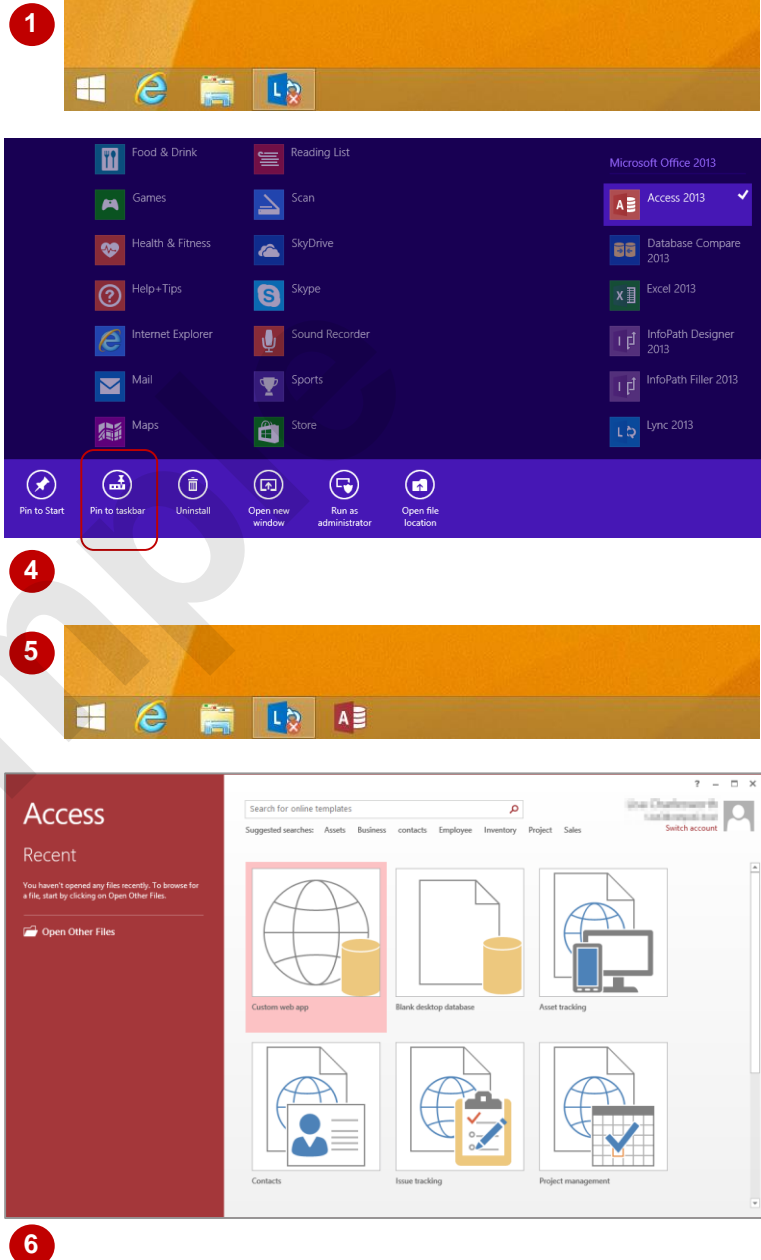 1
Food & Drink
Reading List
Microsoft Office 2013
Games
Scan
Access 2013
Health & Fitness
SkyDrive
Database Compare
2013
Help+Tips
Skype
Excel 2013
Internet Explorer
Sound Recorder
InfoPath Designer
2013
Mail
Sports
InfoPath Filler 2013
Maps
Store
Lync 2013
Pin to Start
Pin to taskbar
Uninstall
Open new
window
Run as
administrator
Open file
location
4
5
Access
Search for online templates
Suggested searches: Assets Business contacts Employee Inventory Project Sales
Switch account
Recent
You haven't opened any files recently. To browse for
a file, start by clicking on Open Other Files.
Open Other Files
Custom web app
Blank desktop database
Asset tracking
Contacts
Issue tracking
Project management
6